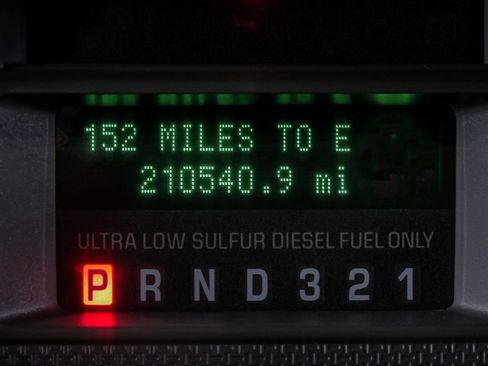 152 MILES TO E
210540.9 mi
ULTRA LOW SULFUR DIESEL FUEL ONLY
P R N D 3 2 1